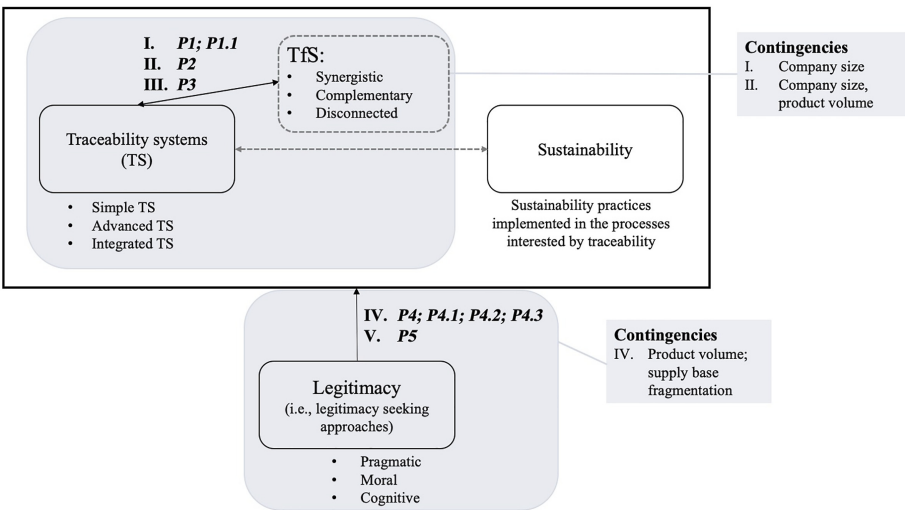 I. P1; P1.1
II. P2
III. P3
TfS:
• Synergistic
• Complementary
• Disconnected
Contingencies
I. Company size
II. Company size,
product volume
Traceability systems
(TS)
Sustainability
• Simple TS
• Advanced TS
• Integrated TS
Sustainability practices
implemented in the processes
interested by traceability
IV. P4; P4.1; P4.2; P4.3
V. P5
Contingencies
IV. Product volume;
supply base
fragmentation
Legitimacy
(i.e., legitimacy seeking
approaches)
• Pragmatic
• Moral
• Cognitive